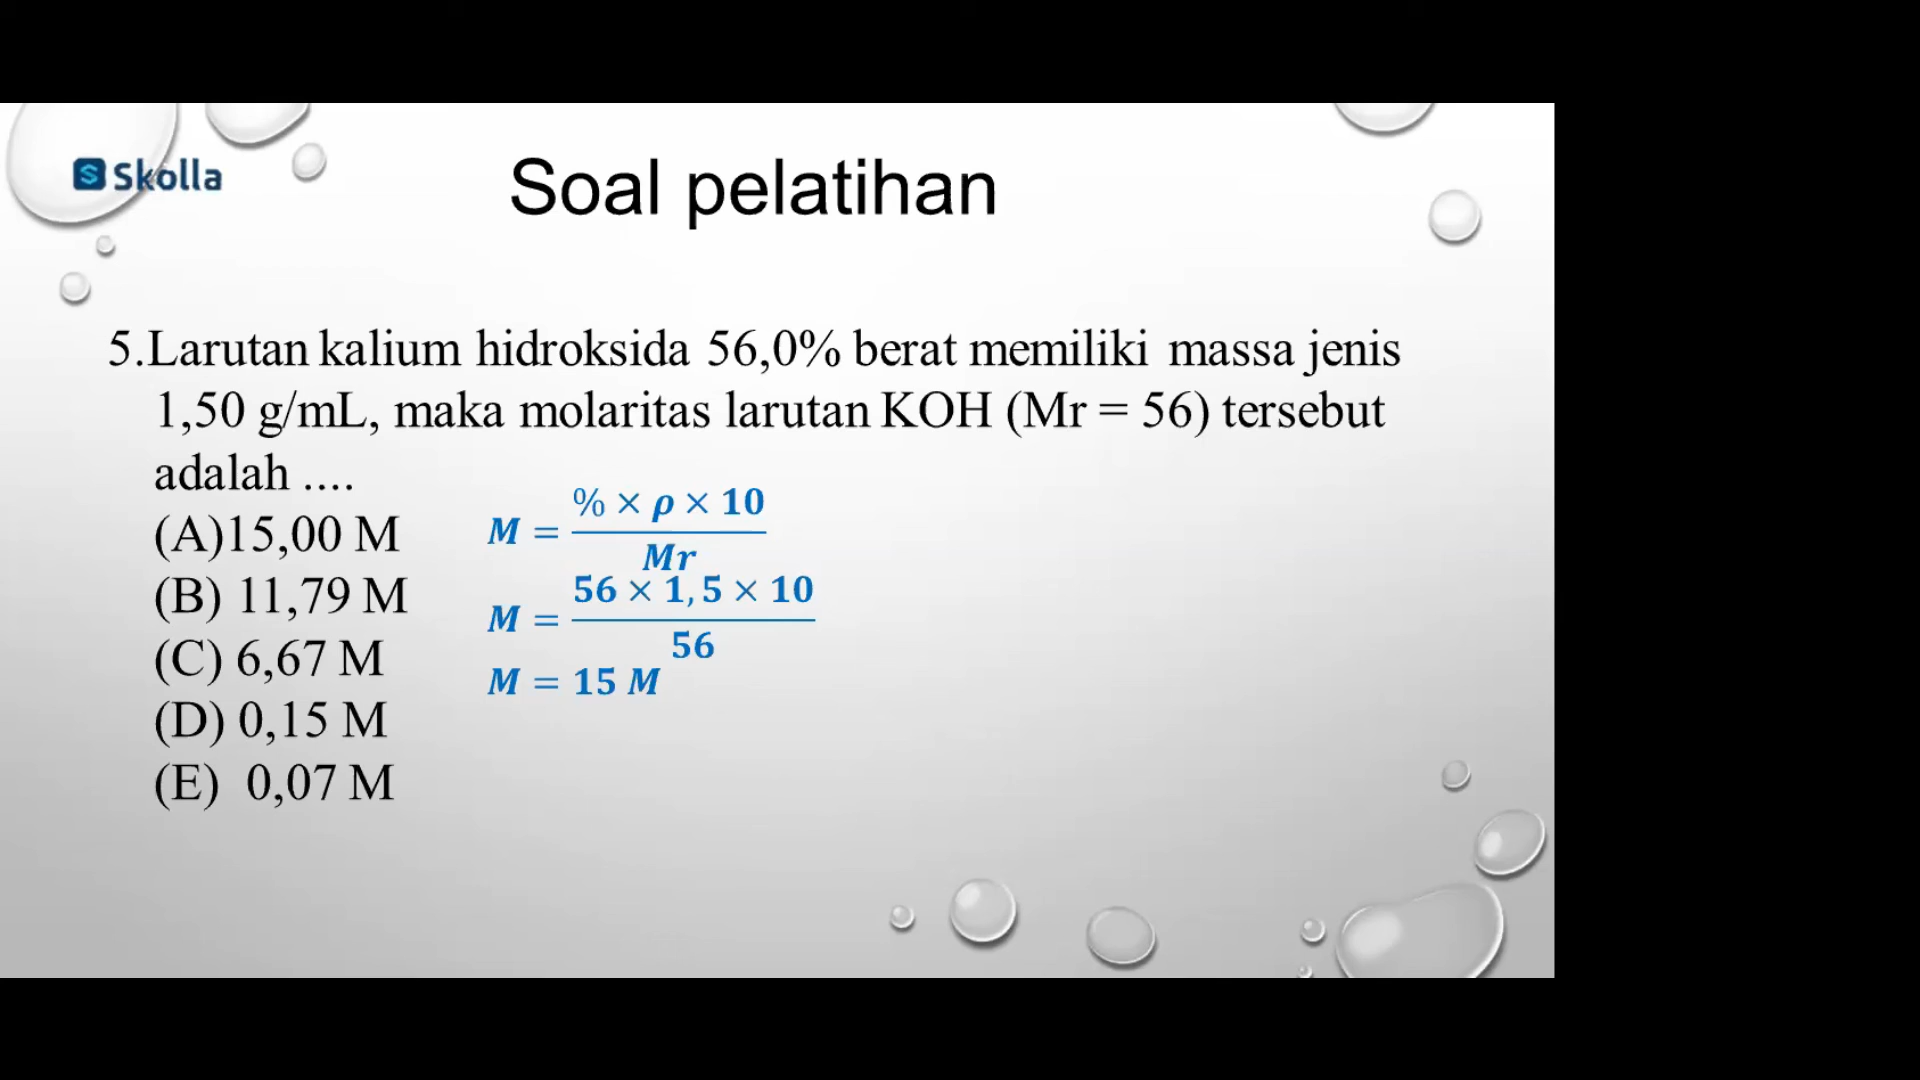 Skolla
Soal pelatihan
5.Larutan kalium hidroksida 56,0% berat memiliki massa jenis
1,50 g/mL, maka molaritas larutan KOH (Mr = 56) tersebut
adalah ....
(A)15,00 M
(B) 11,79 M
(C) 6,67 M
(D) 0,15 M
(E) 0,07 M
M = % × ρ × 10 / Mr
M = 56 × 1,5 × 10 / 56
M = 15 M